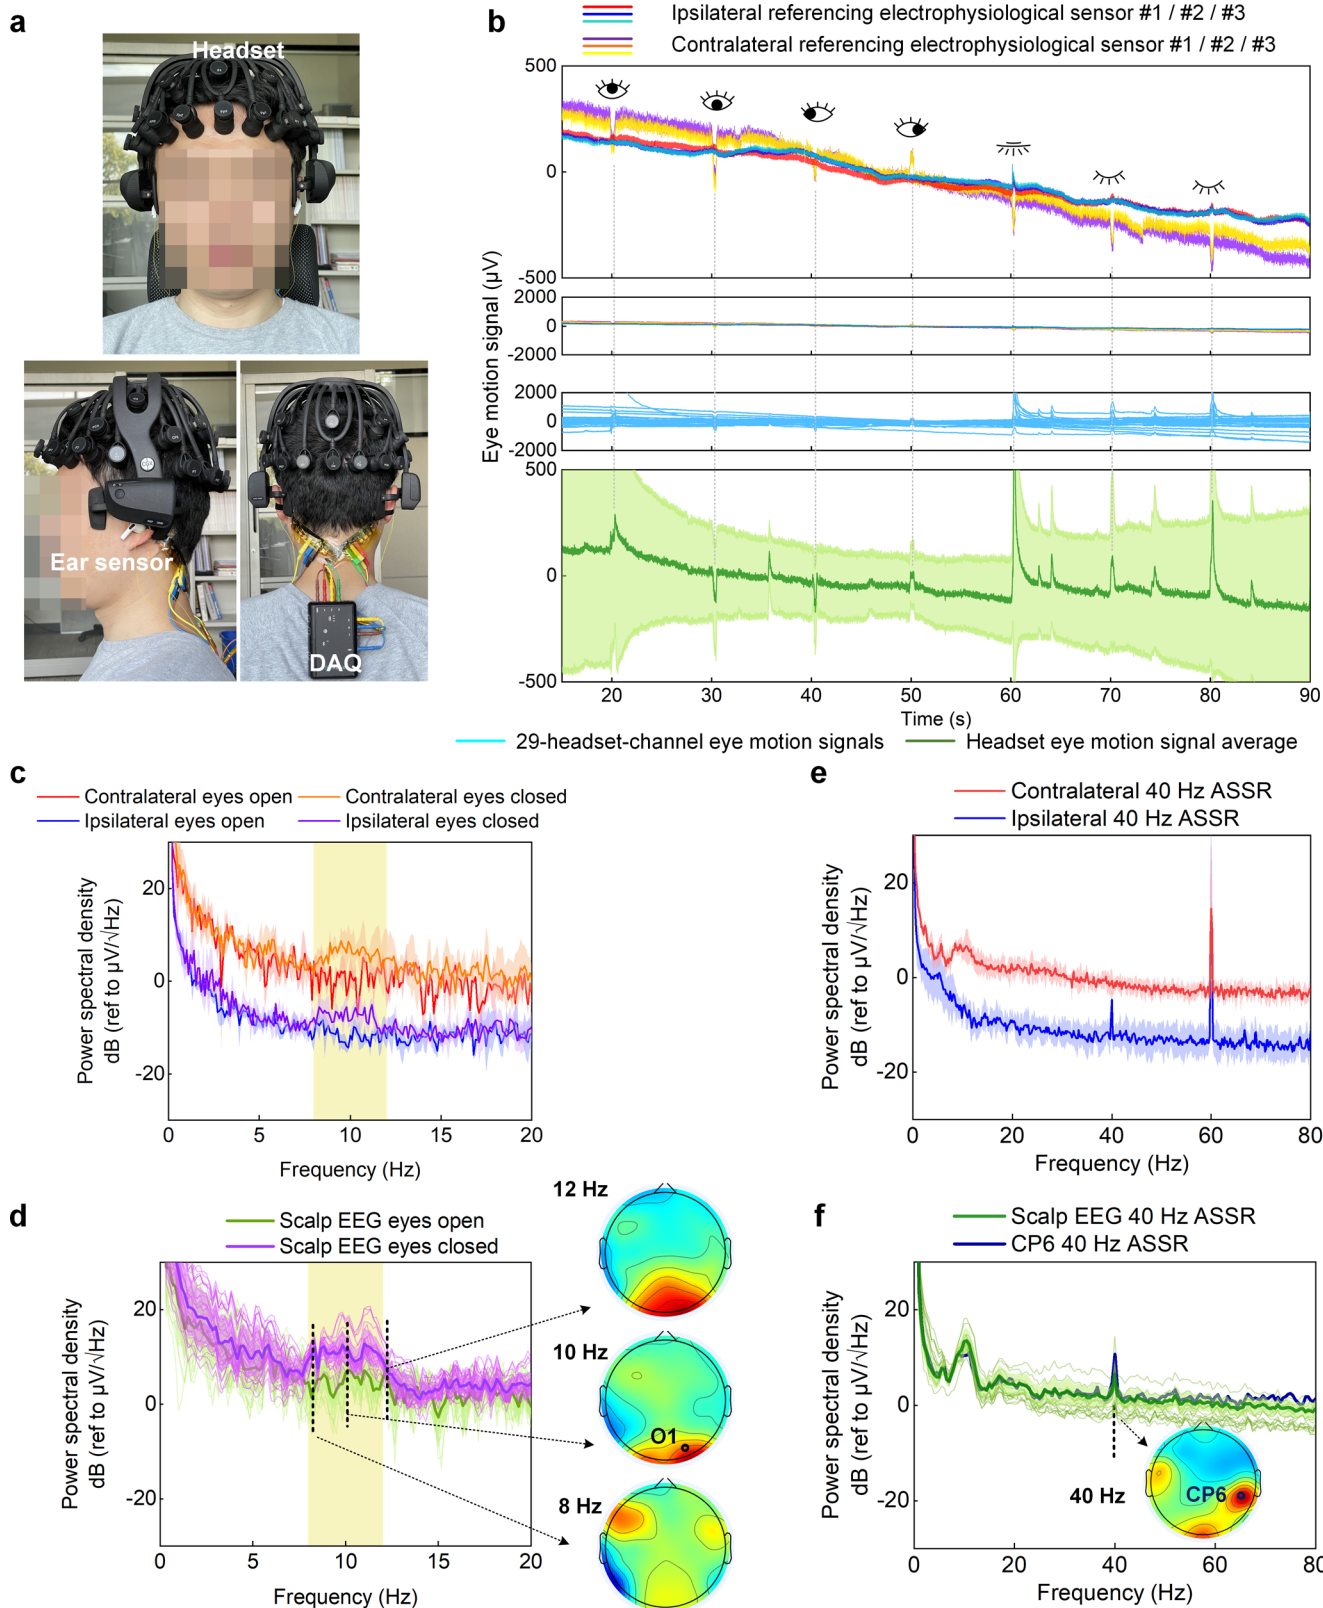 a
Headset
Ear sensor
DAQ
b
Ipsilateral referencing electrophysiological sensor #1 / #2 / #3
Contralateral referencing electrophysiological sensor #1 / #2 / #3
Eye motion signal (µV)
500
0
-500
2000
0
-2000
2000
0
-2000
500
0
-500
20 30 40 50 60 70 80 90
Time (s)
29-headset-channel eye motion signals
Headset eye motion signal average
c
Contralateral eyes open
Contralateral eyes closed
Ipsilateral eyes open
Ipsilateral eyes closed
Power spectral density
dB (ref to µV/√Hz)
20
0
-20
0 5 10 15 20
Frequency (Hz)
e
Contralateral 40 Hz ASSR
Ipsilateral 40 Hz ASSR
Power spectral density
dB (ref to µV/√Hz)
20
0
-20
0 20 40 60 80
Frequency (Hz)
d
Scalp EEG eyes open
Scalp EEG eyes closed
Power spectral density
dB (ref to µV/√Hz)
20
0
-20
0 5 10 15 20
Frequency (Hz)
12 Hz
10 Hz
O1
8 Hz
f
Scalp EEG 40 Hz ASSR
CP6 40 Hz ASSR
Power spectral density
dB (ref to µV/√Hz)
20
0
-20
40 Hz
CP6
0 20 40 60 80
Frequency (Hz)